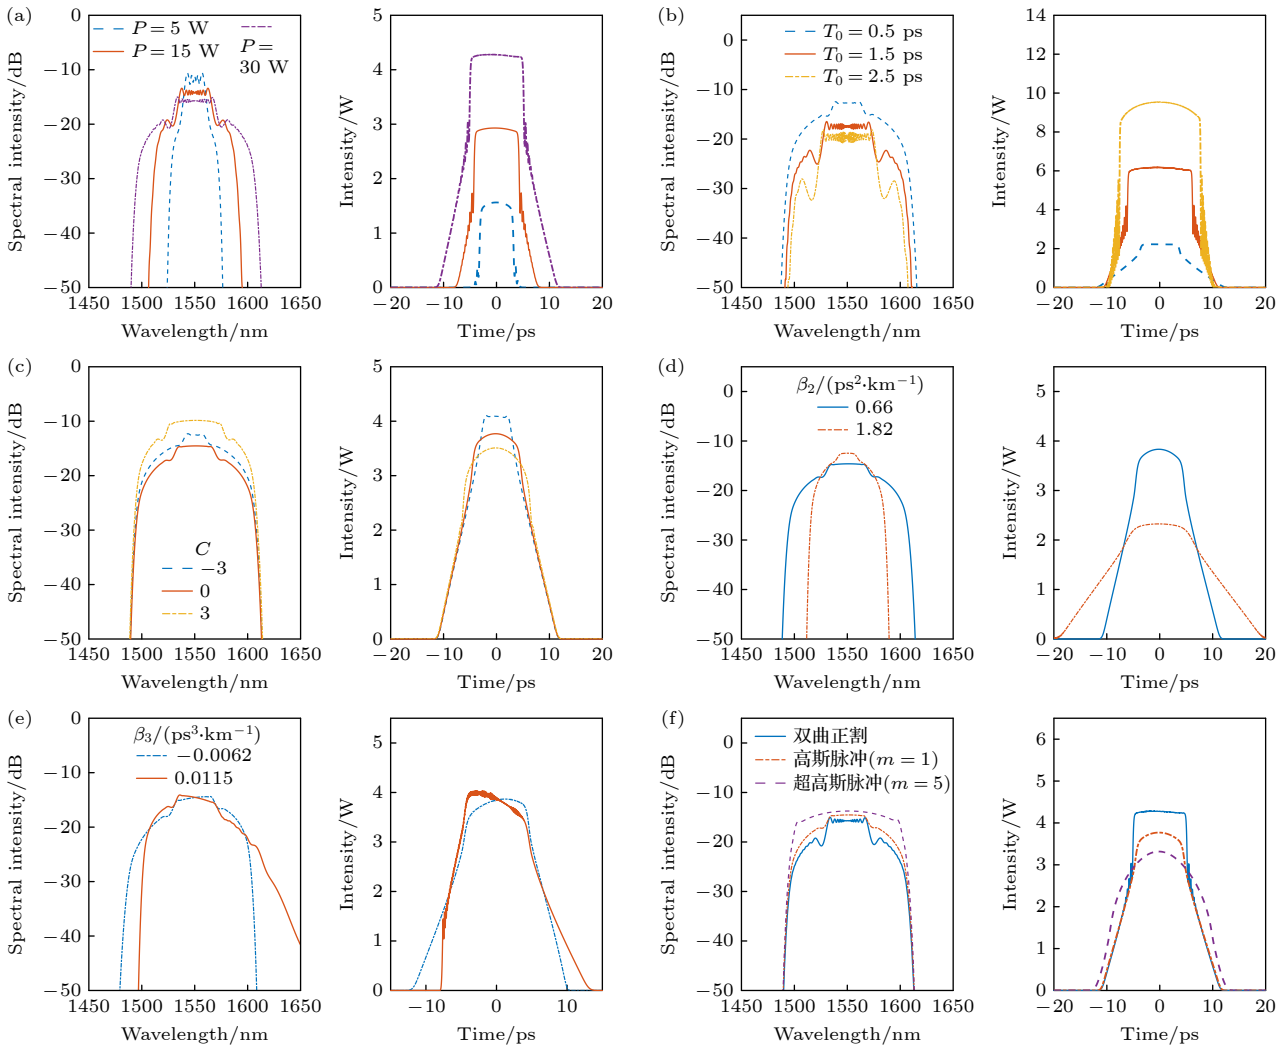 (a)
Spectral intensity/dB
0
−10
−20
−30
−40
−50
P = 5 W
P = 15 W
P =
30 W
1450 1500 1550 1600 1650
Wavelength/nm
Intensity/W
5
4
3
2
1
0
−20 −10 0 10 20
Time/ps
(b)
Spectral intensity/dB
0
−10
−20
−30
−40
−50
T₀ = 0.5 ps
T₀ = 1.5 ps
T₀ = 2.5 ps
1450 1500 1550 1600 1650
Wavelength/nm
Intensity/W
14
12
10
8
6
4
2
0
−20 −10 0 10 20
Time/ps
(c)
Spectral intensity/dB
0
−10
−20
−30
−40
−50
C
−3
0
3
1450 1500 1550 1600 1650
Wavelength/nm
Intensity/W
5
4
3
2
1
0
−20 −10 0 10 20
Time/ps
(d)
Spectral intensity/dB
0
−10
−20
−30
−40
−50
β₂/(ps²·km⁻¹)
0.66
1.82
1450 1500 1550 1600 1650
Wavelength/nm
Intensity/W
5
4
3
2
1
0
−20 −10 0 10 20
Time/ps
(e)
Spectral intensity/dB
0
−10
−20
−30
−40
−50
β₃/(ps³·km⁻¹)
−0.0062
0.0115
1450 1500 1550 1600 1650
Wavelength/nm
Intensity/W
5
4
3
2
1
0
−10 0 10
Time/ps
(f)
Spectral intensity/dB
0
−10
−20
−30
−40
−50
双曲正割
高斯脉冲(m = 1)
超高斯脉冲(m = 5)
1450 1500 1550 1600 1650
Wavelength/nm
Intensity/W
6
5
4
3
2
1
0
−20 −10 0 10 20
Time/ps